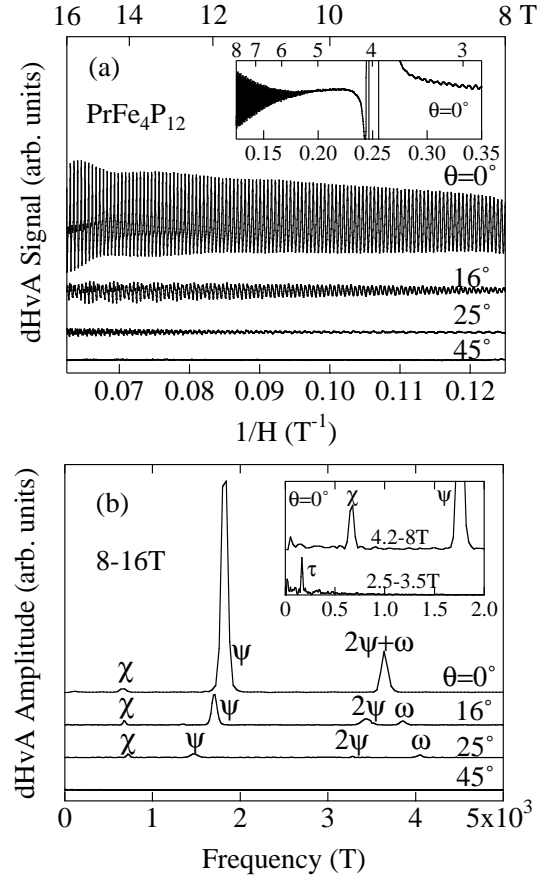 16 14 12 10 8 T
(a)
8 7 6 5 4 3
PrFe4P12
θ=0°
0.15 0.20 0.25 0.30 0.35
θ=0°
16°
25°
45°
dHvA Signal (arb. units)
0.07 0.08 0.09 0.10 0.11 0.12
1/H (T⁻¹)
(b)
8-16T
θ=0° χ ψ
4.2-8T
τ 2.5-3.5T
0 0.5 1.0 1.5 2.0
χ ψ 2ψ+ω θ=0°
χ ψ 2ψ ω 16°
χ ψ 2ψ ω 25°
45°
dHvA Amplitude (arb. units)
0 1 2 3 4 5x10³
Frequency (T)